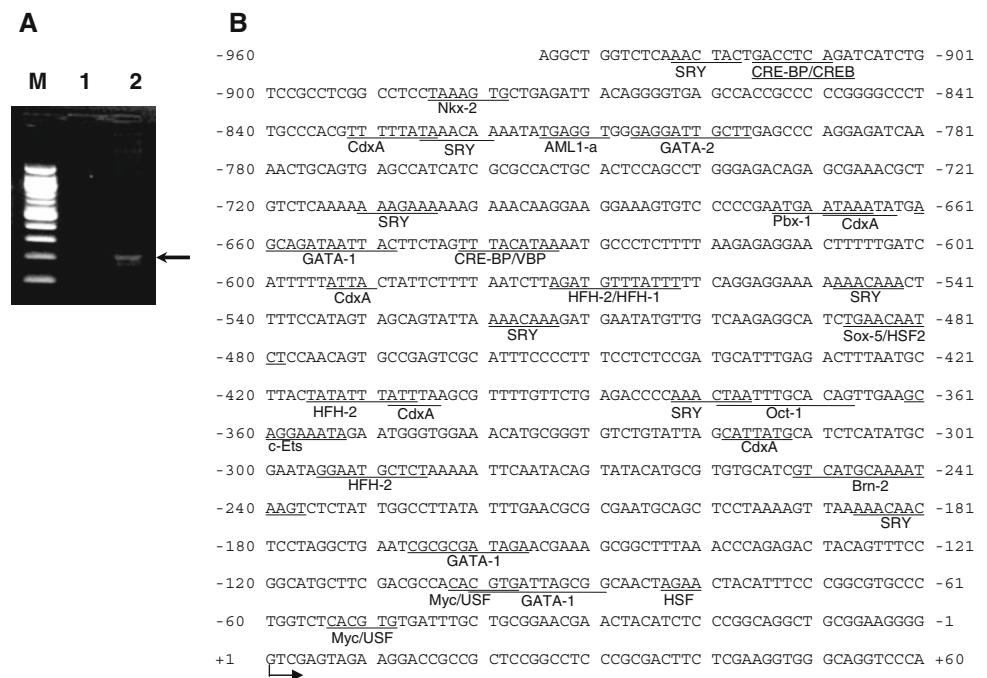 A
B
M 1 2
-960 AGGCT GGTCTCAAAC TACTGACCTC AGATCATCTG -901
SRY CRE-BP/CREB
-900 TCCGCCTCGG CCTCCTAAAG TGCTGAGATT ACAGGGGTGA GCCACCGCCC CCGGGGCCCT -841
Nkx-2
-840 TGCCCACGTT TTTTATAAACA AAATATGAGG TGGGAGGATT GCTTGAGCCC AGGAGATCAA -781
CdxA SRY AML1-a GATA-2
-780 AACTGCAGTG AGCCATCATC GCGCCACTGC ACTCCAGCCT GGGAGACAGA GCGAAACGCT -721
-720 GTCTCAAAAA AAGAAAAAAG AAACAAGGAA GGAAAGTGTC CCCCGAATGA ATAAATATGA -661
SRY Pbx-1 CdxA
-660 GCAGATAATT ACTTCTAGTT TACATAAAAT GCCCTCTTTT AAGAGAGGAA CTTTTTGATC -601
GATA-1 CRE-BP/VBP
-600 ATTTTTATTA CTATTCTTTT AATCTTAGAT GTTTATTTTT CAGGAGGAAA AAAACAAACT -541
CdxA HFH-2/HFH-1 SRY
-540 TTTCCATAGT AGCAGTATTA AAACAAAGAT GAATATGTTG TCAAGAGGCA TCTGAACAAT -481
SRY Sox-5/HSF2
-480 CTCCAACAGT GCCGAGTCGC ATTTCCCCTT TCCTCTCCGA TGCATTTGAG ACTTTAATGC -421
-420 TTACTATATT TATTTAAGCG TTTTGTTCTG AGACCCCAAA CTAATTTGCA CAGTTGAAGC -361
HFH-2 CdxA SRY Oct-1
-360 AGGAAATAGA ATGGGTGGAA ACATGCGGGT GTCTGTATTA GCATTATGCA TCTCATATGC -301
c-Ets CdxA
-300 GAATAGGAAT GCTCTAAAAA TTCAATACAG TATACATGCG TGTGCATCGT CATGCAAAAT -241
HFH-2 Brn-2
-240 AAGTCTCTAT TGGCCTTATA TTTGAACGCG CGAATGCAGC TCCTAAAAGT TAAAAACAAC -181
SRY
-180 TCCTAGGCTG AATCGCGCGA TAGAACGAAA GCGGCTTTAA ACCCAGAGAC TACAGTTTCC -121
GATA-1
-120 GGCATGCTTC GACGCCACAC GTGATTAGCG GCAACTAGAA CTACATTTCC CGGCGTGCCC -61
Myc/USF GATA-1 HSF
-60 TGGTCTCACG TGTGATTTGC TGCGGAACGA ACTACATCTC CCGGCAGGCT GCGGAAGGGG -1
Myc/USF
+1 GTCGAGTAGA AGGACCGCCG CTCCGGCCTC CCGCGACTTC TCGAAGGTGG GCAGGTCCCA +60